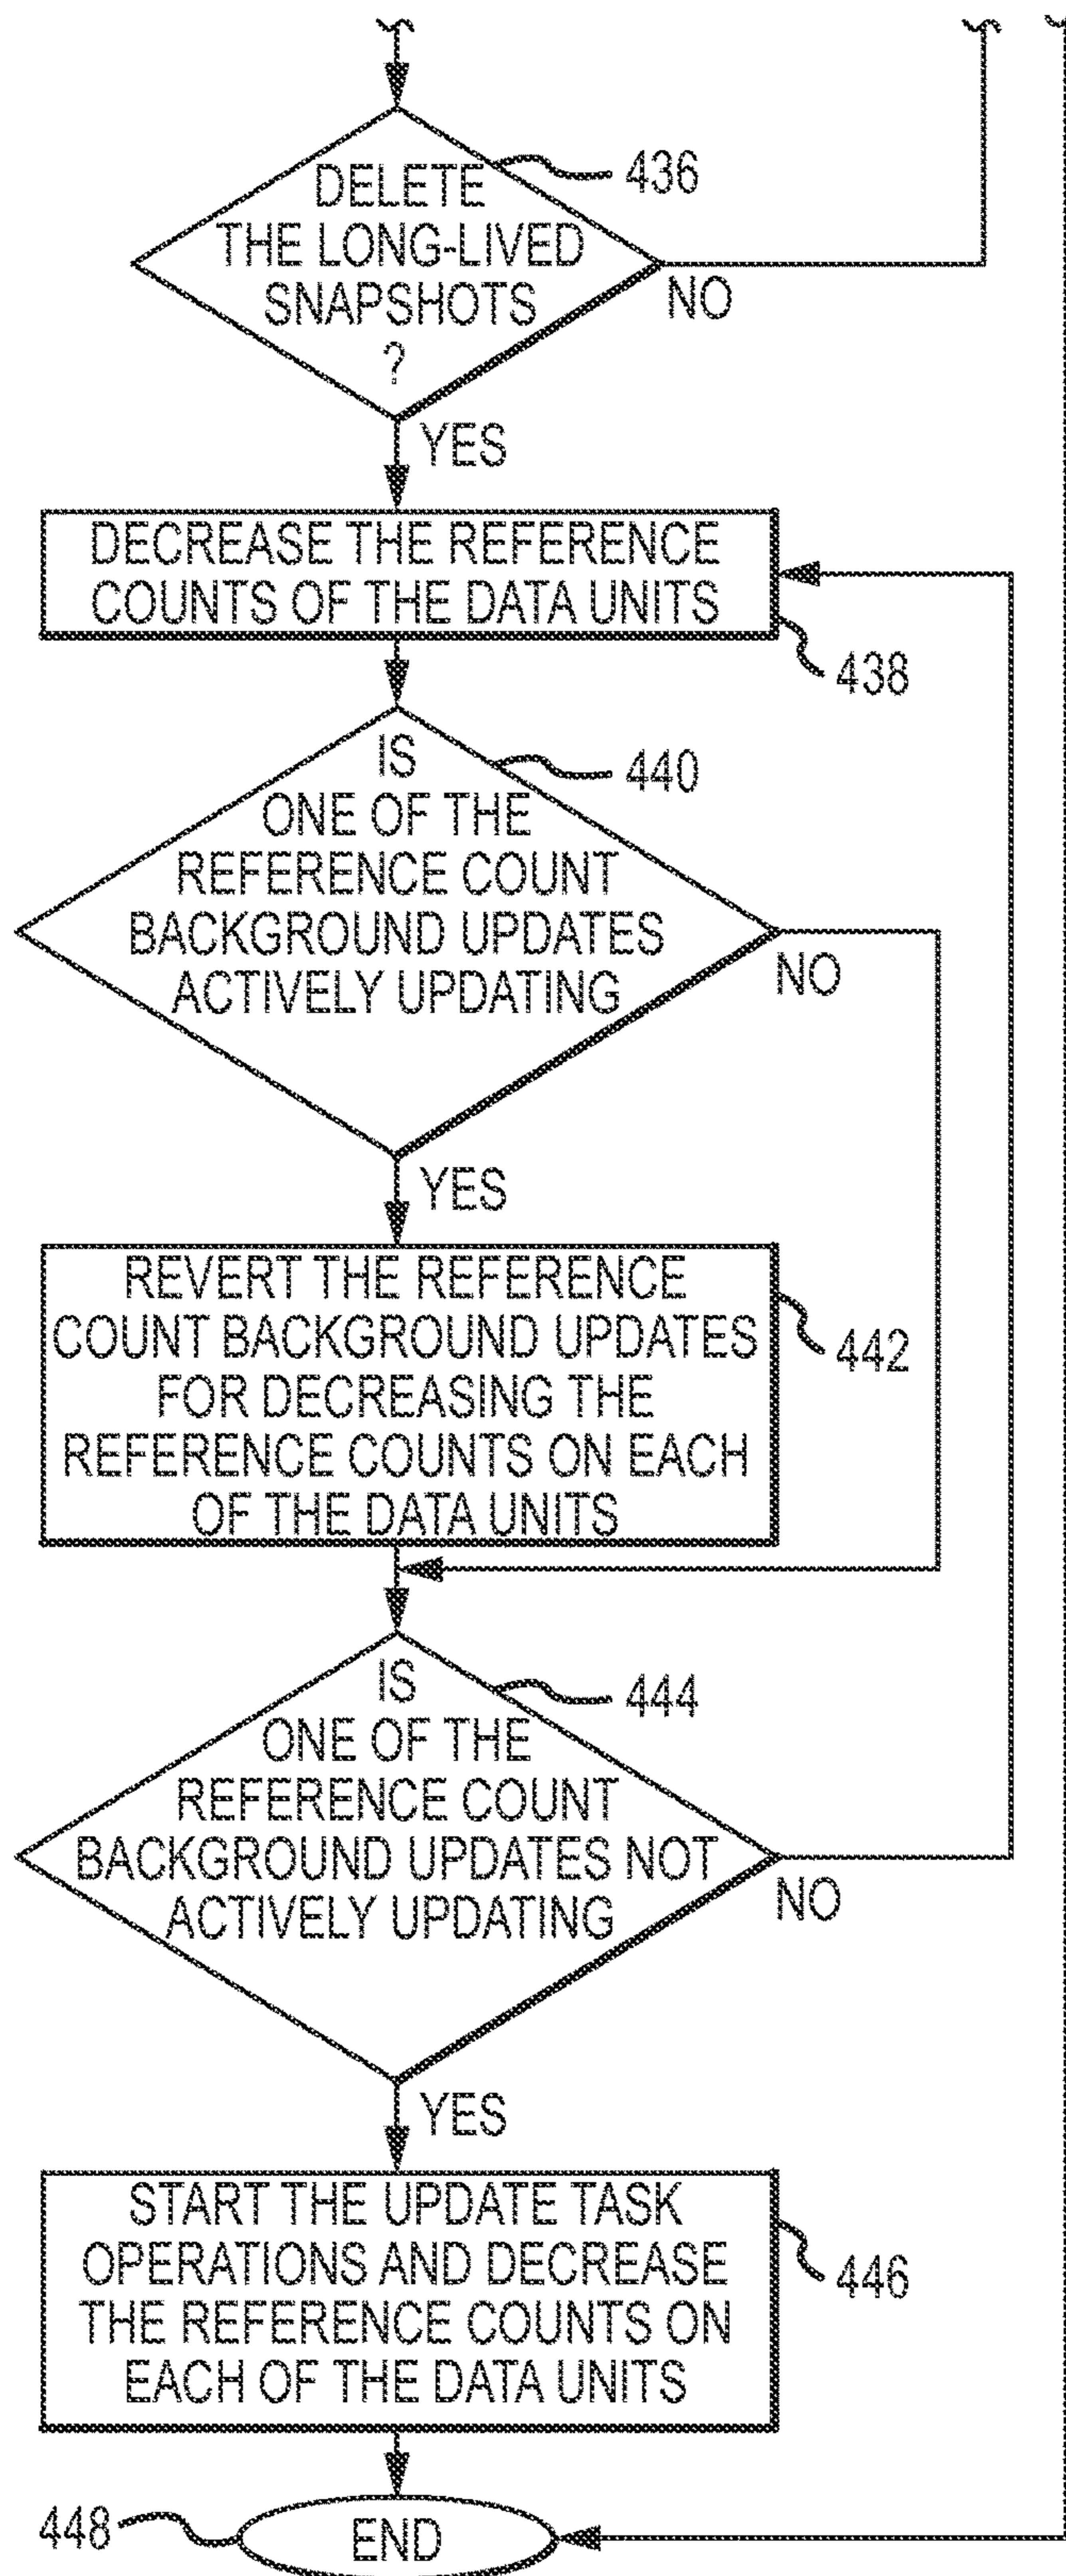 DELETE
THE LONG-LIVED
SNAPSHOTS
?
436
NO
YES
DECREASE THE REFERENCE
COUNTS OF THE DATA UNITS
438
IS
ONE OF THE
REFERENCE COUNT
BACKGROUND UPDATES
ACTIVELY UPDATING
440
NO
YES
REVERT THE REFERENCE
COUNT BACKGROUND UPDATES
FOR DECREASING THE
REFERENCE COUNTS ON EACH
OF THE DATA UNITS
442
IS
ONE OF THE
REFERENCE COUNT
BACKGROUND UPDATES NOT
ACTIVELY UPDATING
444
NO
YES
START THE UPDATE TASK
OPERATIONS AND DECREASE
THE REFERENCE COUNTS ON
EACH OF THE DATA UNITS
446
448
END